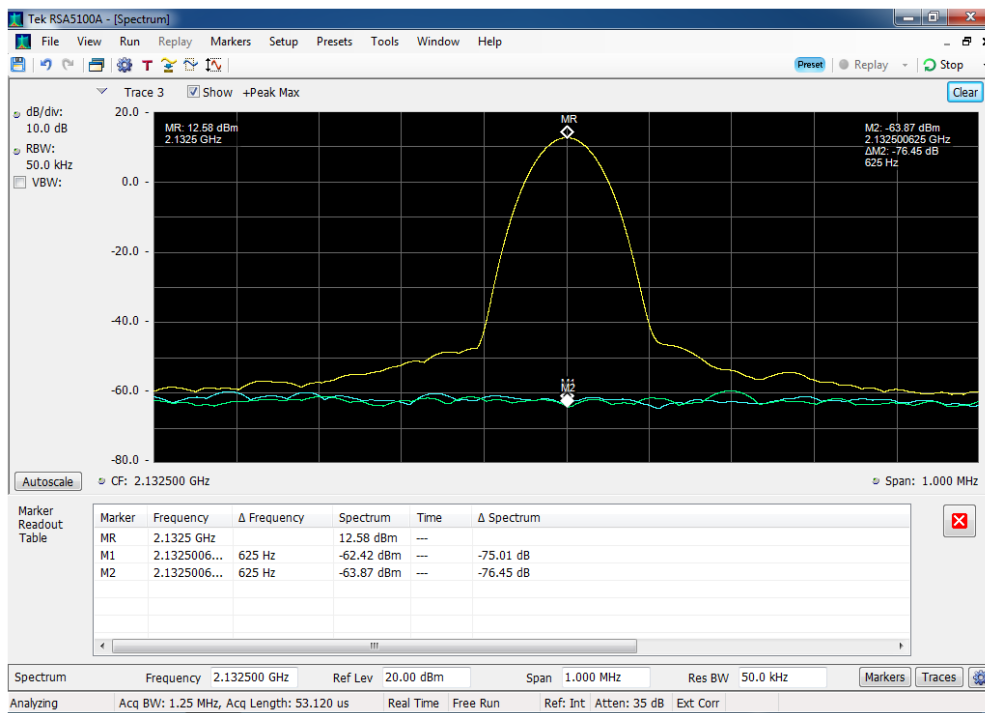 Tek RSA5100A - [Spectrum]
File View Run Replay Markers Setup Presets Tools Window Help
Preset Replay Stop
Trace 3 Show +Peak Max Clear
dB/div:
10.0 dB
RBW:
50.0 kHz
VBW:
20.0 -
0.0 -
-20.0 -
-40.0 -
-60.0 -
-80.0 -
MR: 12.58 dBm
2.1325 GHz
MR
M2: -63.87 dBm
2.132500625 GHz
ΔM2: -76.45 dB
625 Hz
M2
Autoscale CF: 2.132500 GHz Span: 1.000 MHz
Marker
Readout
Table
Marker Frequency Δ Frequency Spectrum Time Δ Spectrum
MR 2.1325 GHz 12.58 dBm ---
M1 2.1325006... 625 Hz -62.42 dBm --- -75.01 dB
M2 2.1325006... 625 Hz -63.87 dBm --- -76.45 dB
Spectrum Frequency 2.132500 GHz Ref Lev 20.00 dBm Span 1.000 MHz Res BW 50.0 kHz Markers Traces
Analyzing Acq BW: 1.25 MHz, Acq Length: 53.120 us Real Time Free Run Ref: Int Atten: 35 dB Ext Corr